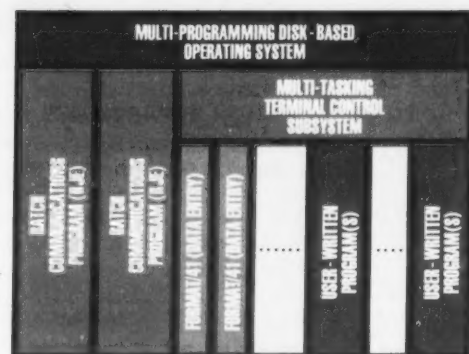 MULTI-PROGRAMMING DISK-BASED
OPERATING SYSTEM
MULTI-TASKING
TERMINAL CONTROL
SUBSYSTEM
BATCH
COMMUNICATIONS
PROGRAM (RJE)
BATCH
COMMUNICATIONS
PROGRAM (RJE)
FORMAT/41 (DATA ENTRY)
FORMAT/41 (DATA ENTRY)
......
USER-WRITTEN
PROGRAM(S)
....
USER-WRITTEN
PROGRAM(S)